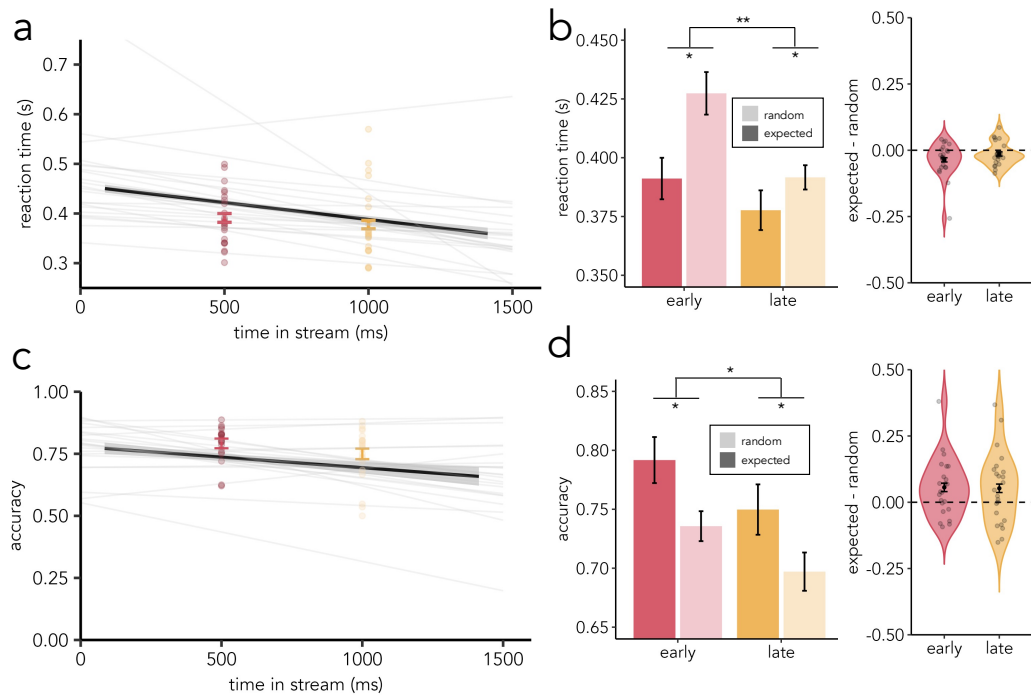 a
reaction time (s)
0.7
0.6
0.5
0.4
0.3
0
500
1000
1500
time in stream (ms)
b
reaction time (s)
0.450
0.425
0.400
0.375
0.350
**
*
*
random
expected
early
late
expected - random
0.50
0.25
0.00
-0.25
-0.50
early
late
c
accuracy
1.00
0.75
0.50
0.25
0.00
0
500
1000
1500
time in stream (ms)
d
accuracy
0.85
0.80
0.75
0.70
0.65
*
*
*
random
expected
early
late
expected - random
0.50
0.25
0.00
-0.25
-0.50
early
late